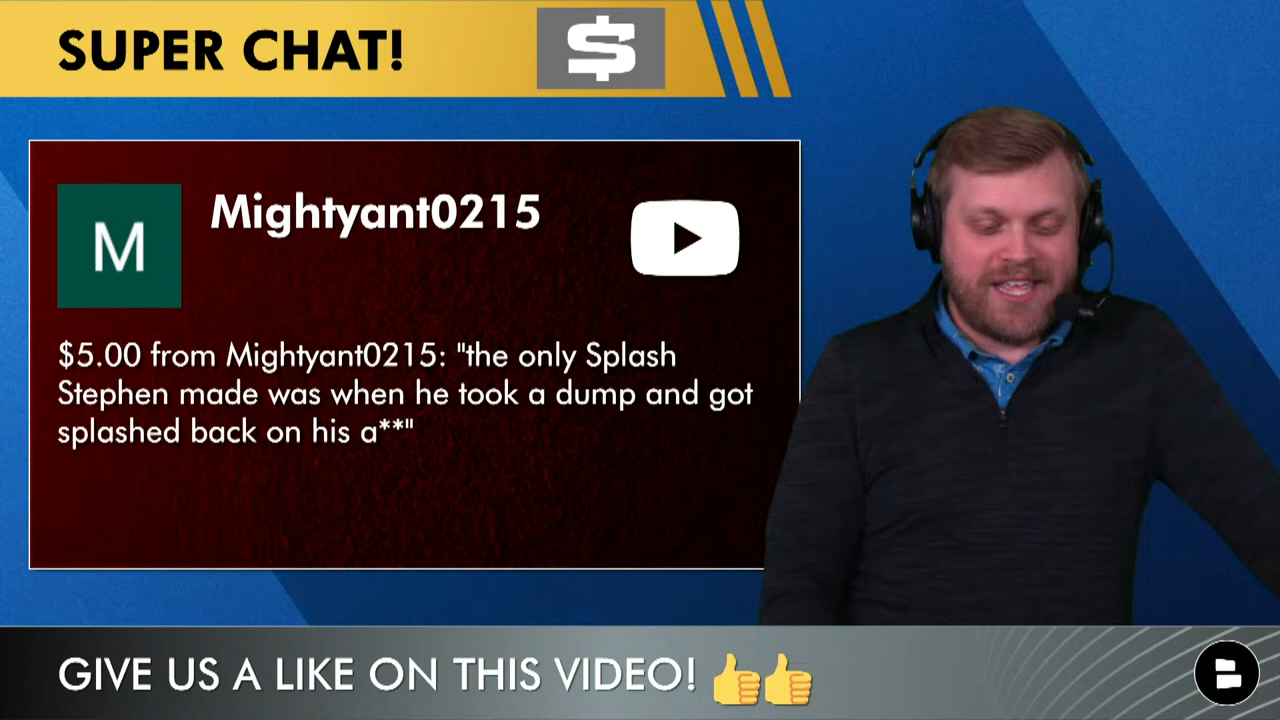 SUPER CHAT!
$
M
Mightyant0215
$5.00 from Mightyant0215: "the only Splash
Stephen made was when he took a dump and got
splashed back on his a**"
GIVE US A LIKE ON THIS VIDEO! 👍👍